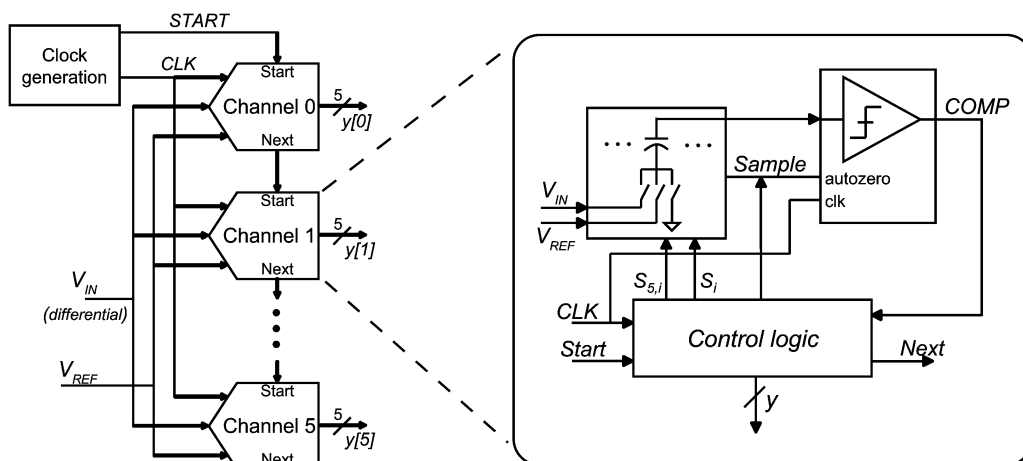 START
Clock
generation
CLK
Start
Channel 0
5
y[0]
Next
Start
Channel 1
5
y[1]
Next
V_IN
(differential)
V_REF
Start
Channel 5
5
y[5]
Next
COMP
Sample
autozero
clk
V_IN
V_REF
S_5,i
S_i
CLK
Start
Control logic
Next
y